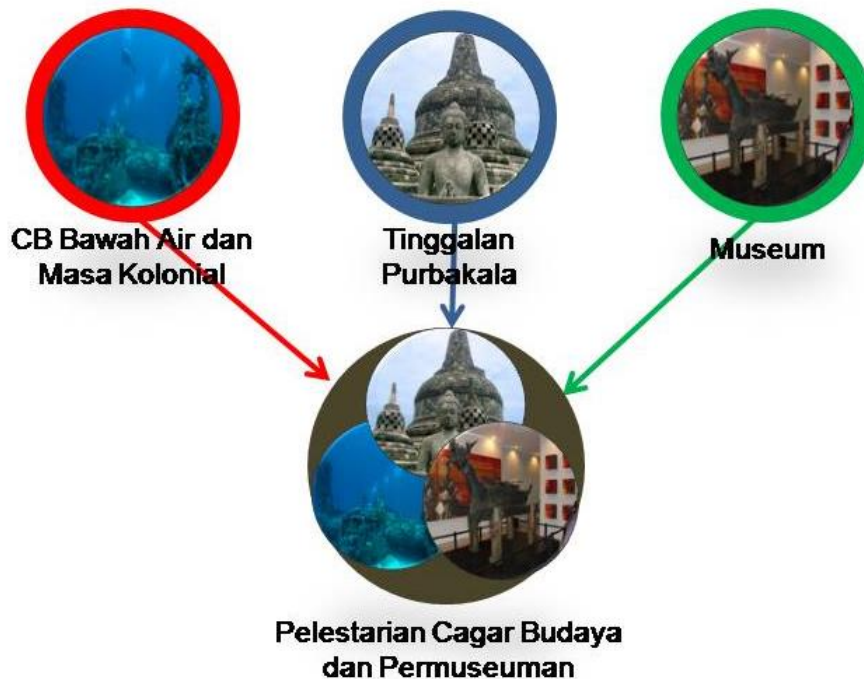 CB Bawah Air dan
Masa Kolonial
Tinggalan
Purbakala
Museum
Pelestarian Cagar Budaya
dan Permuseuman